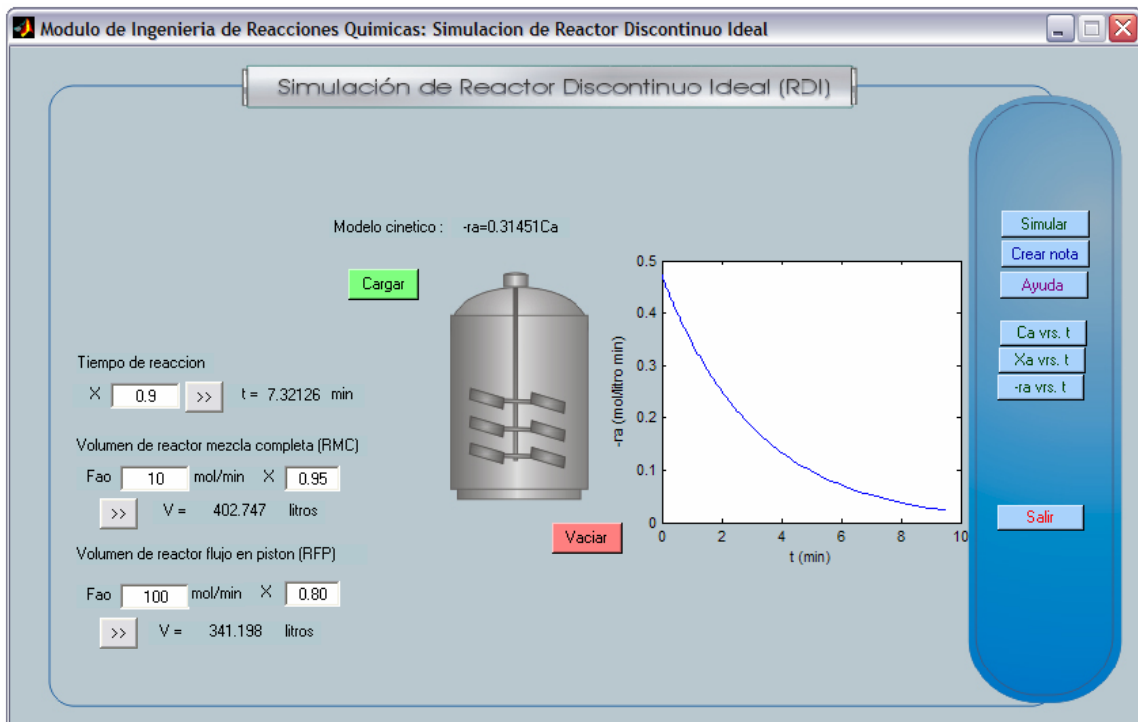 Modulo de Ingenieria de Reacciones Quimicas: Simulacion de Reactor Discontinuo Ideal
Simulación de Reactor Discontinuo Ideal (RDI)
Modelo cinetico : -ra=0.31451Ca
Cargar
Tiempo de reaccion
X 0.9 >> t = 7.32126 min
Volumen de reactor mezcla completa (RMC)
Fao 10 mol/min X 0.95
>> V = 402.747 litros
Volumen de reactor flujo en piston (RFP)
Fao 100 mol/min X 0.80
>> V = 341.198 litros
Vaciar
-ra (mol/litro min)
0.5
0.4
0.3
0.2
0.1
0
0 2 4 6 8 10
t (min)
Simular
Crear nota
Ayuda
Ca vrs. t
Xa vrs. t
-ra vrs. t
Salir